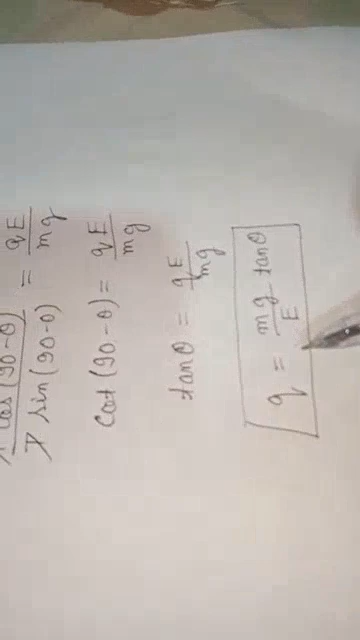 T cos(90-θ) / T sin(90-θ) = qE / mg
cot (90-θ) = qE / mg
tanθ = qE / mg
q = mg / E tanθ